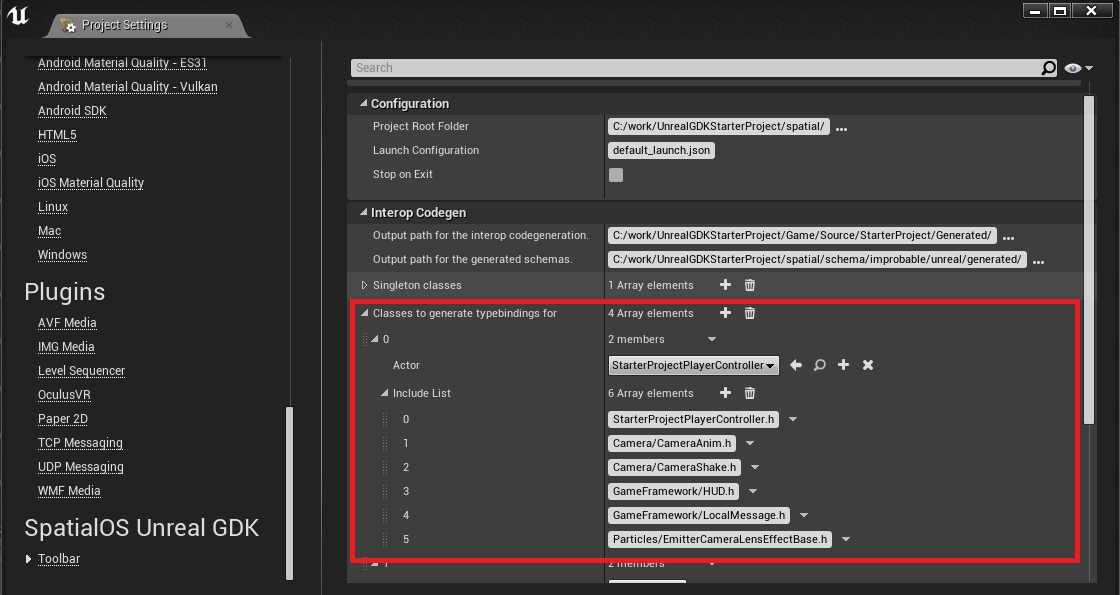 Project Settings
Android Material Quality - ES31
Android Material Quality - Vulkan
Android SDK
HTML5
iOS
iOS Material Quality
Linux
Mac
Windows
Plugins
AVF Media
IMG Media
Level Sequencer
OculusVR
Paper 2D
TCP Messaging
UDP Messaging
WMF Media
SpatialOS Unreal GDK
Toolbar
Search
Configuration
Project Root Folder C:/work/UnrealGDKStarterProject/spatial/ ...
Launch Configuration default_launch.json
Stop on Exit
Interop Codegen
Output path for the interop codegeneration. C:/work/UnrealGDKStarterProject/Game/Source/StarterProject/Generated/ ...
Output path for the generated schemas. C:/work/UnrealGDKStarterProject/spatial/schema/improbable/unreal/generated/ ...
Singleton classes 1 Array elements
Classes to generate typebindings for 4 Array elements
0 2 members
Actor StarterProjectPlayerController
Include List 6 Array elements
0 StarterProjectPlayerController.h
1 Camera/CameraAnim.h
2 Camera/CameraShake.h
3 GameFramework/HUD.h
4 GameFramework/LocalMessage.h
5 Particles/EmitterCameraLensEffectBase.h
1 2 members